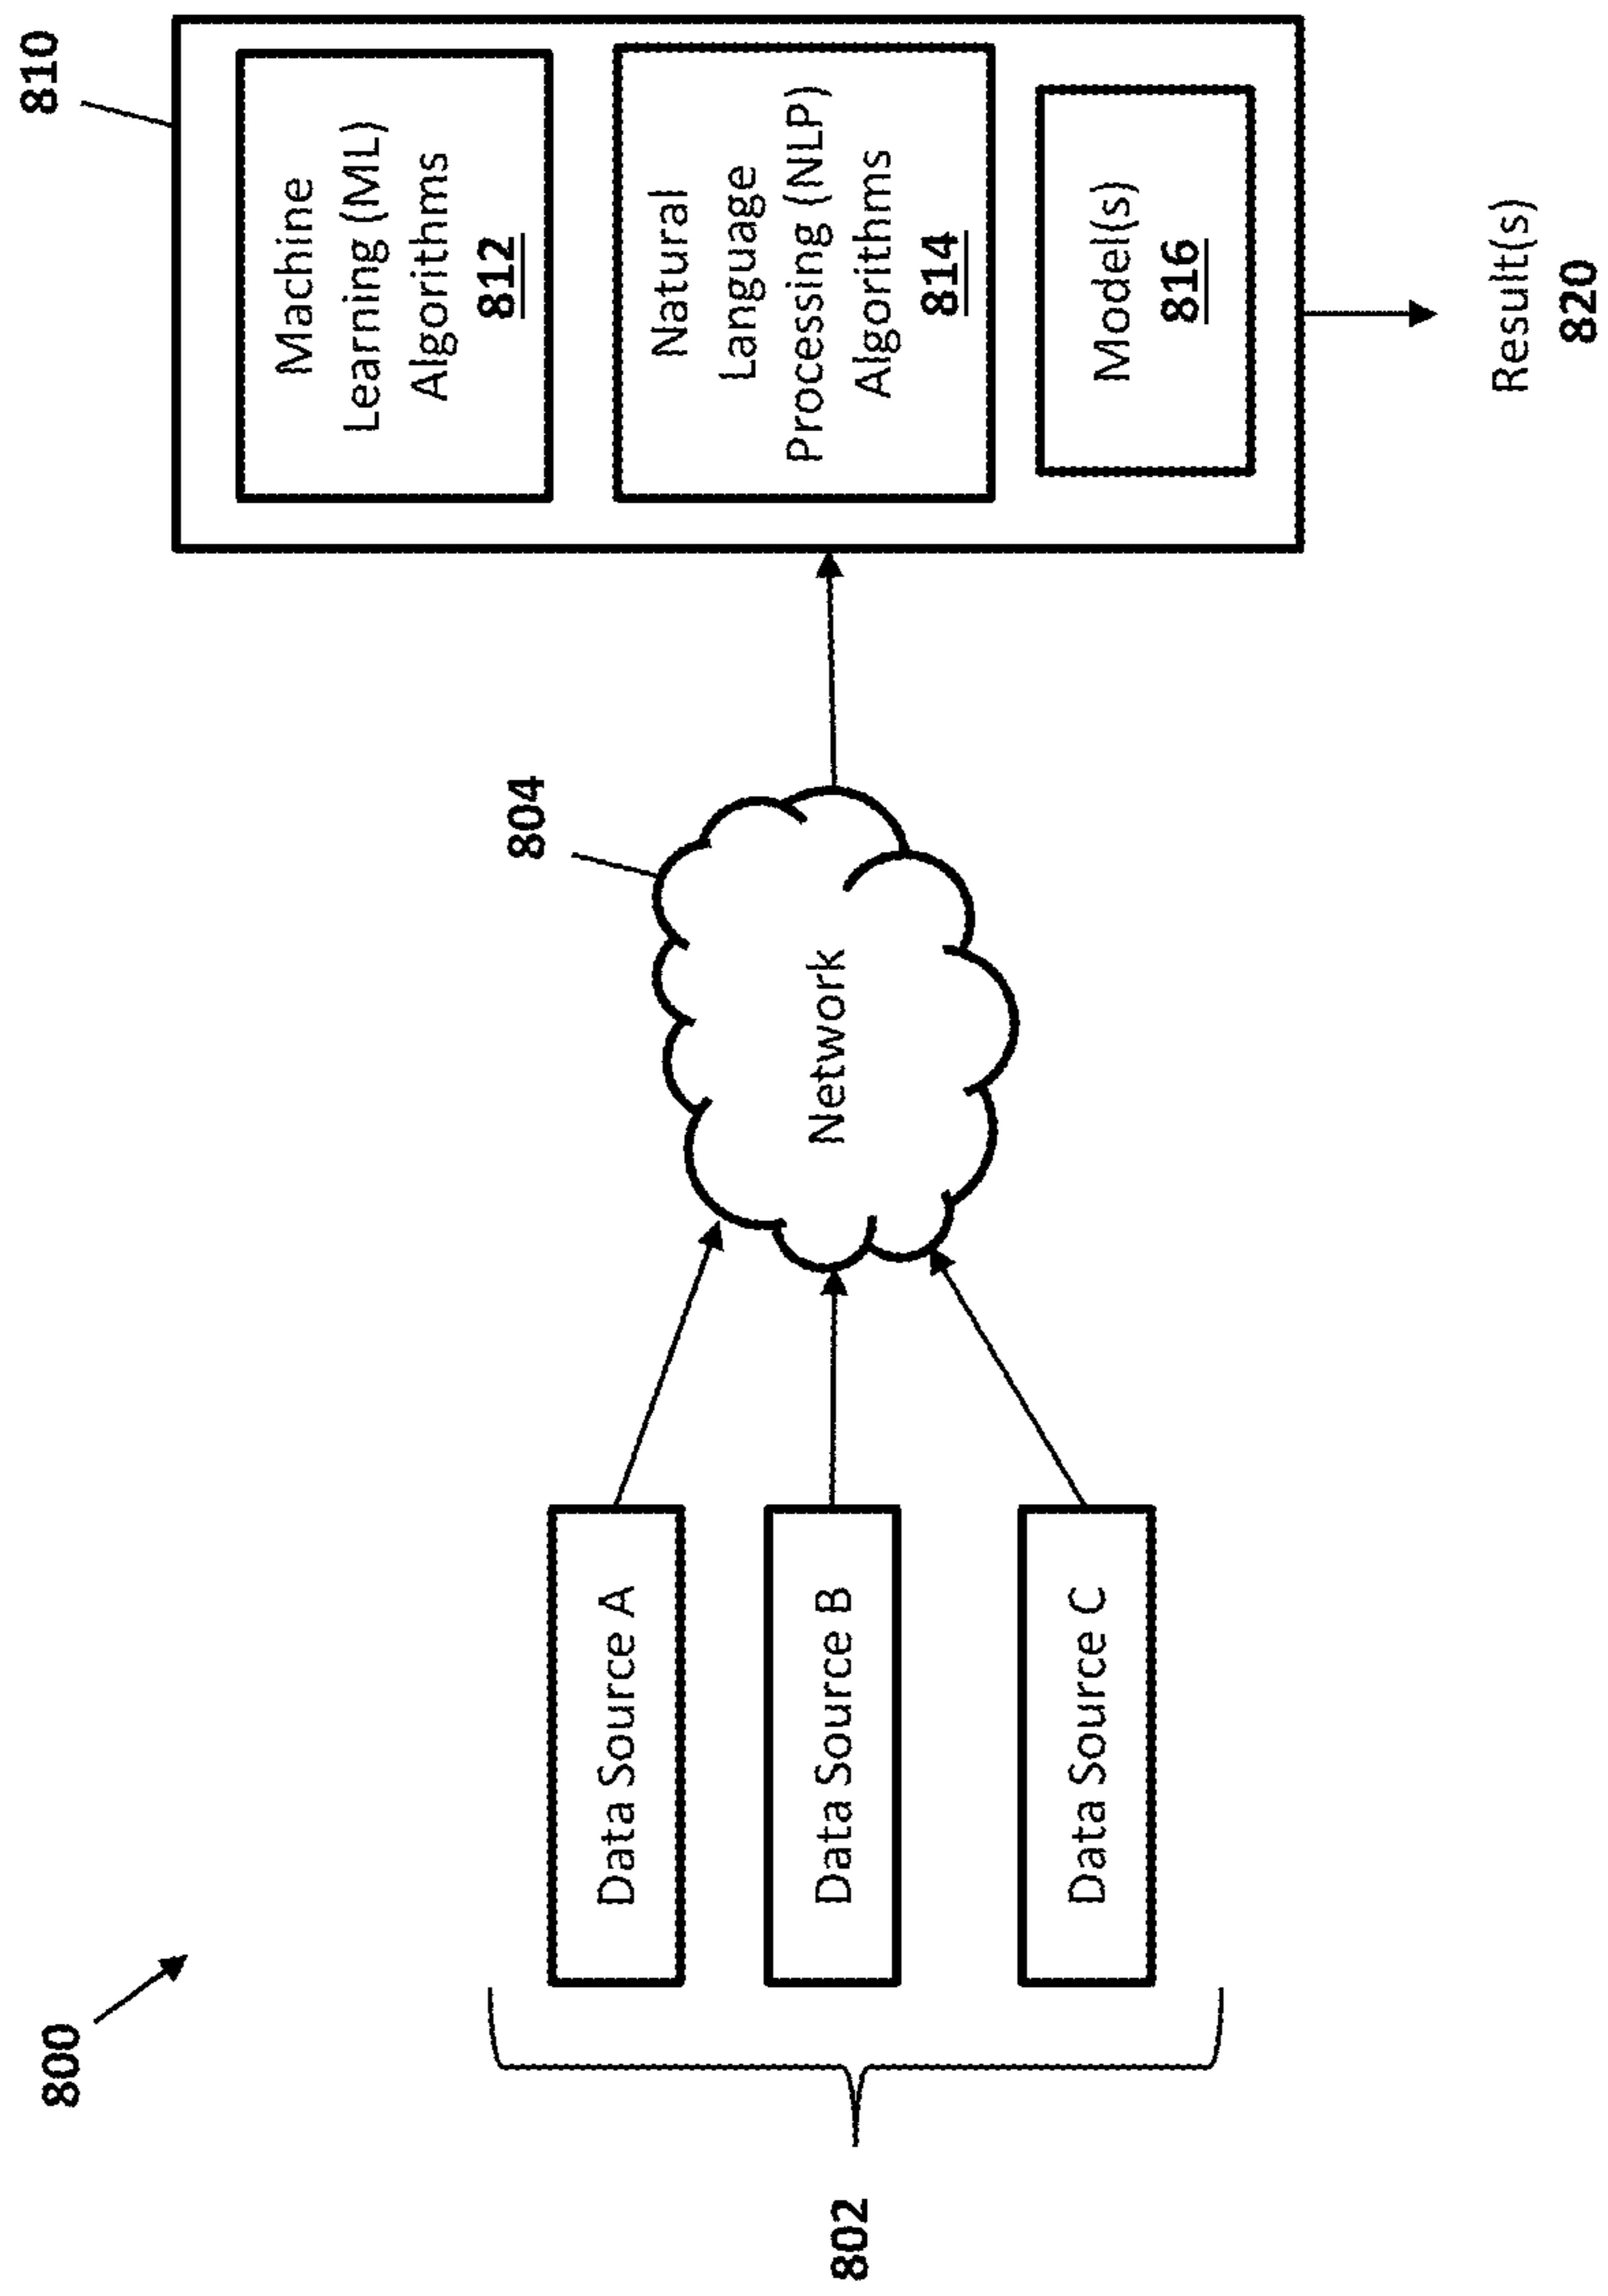 800
802
Data Source A
Data Source B
Data Source C
804
Network
810
Machine
Learning (ML)
Algorithms
812
Natural
Language
Processing (NLP)
Algorithms
814
Model(s)
816
Result(s)
820